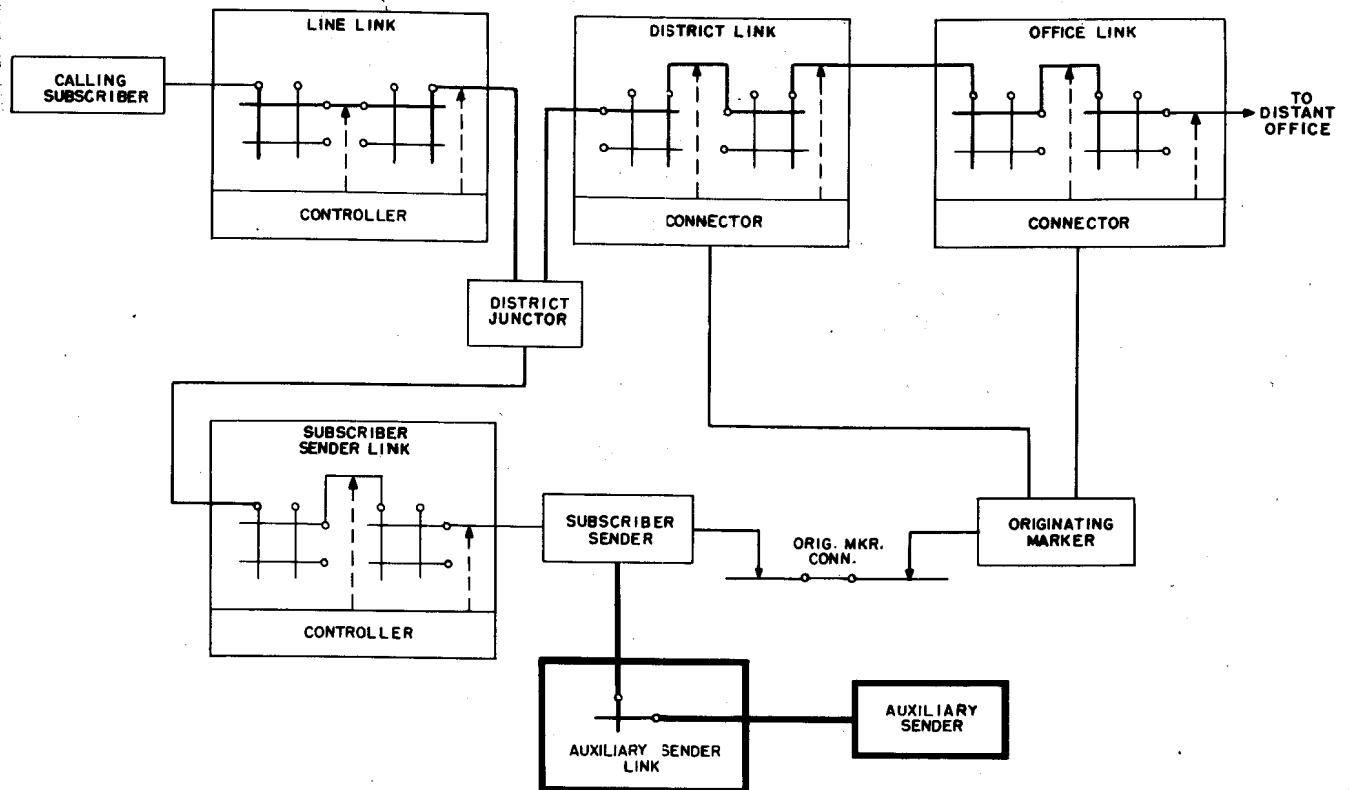 LINE LINK
DISTRICT LINK
OFFICE LINK
CALLING
SUBSCRIBER
TO
DISTANT
OFFICE
CONTROLLER
CONNECTOR
CONNECTOR
DISTRICT
JUNCTOR
SUBSCRIBER
SENDER LINK
SUBSCRIBER
SENDER
ORIG. MKR.
CONN.
ORIGINATING
MARKER
CONTROLLER
AUXILIARY SENDER
LINK
AUXILIARY
SENDER